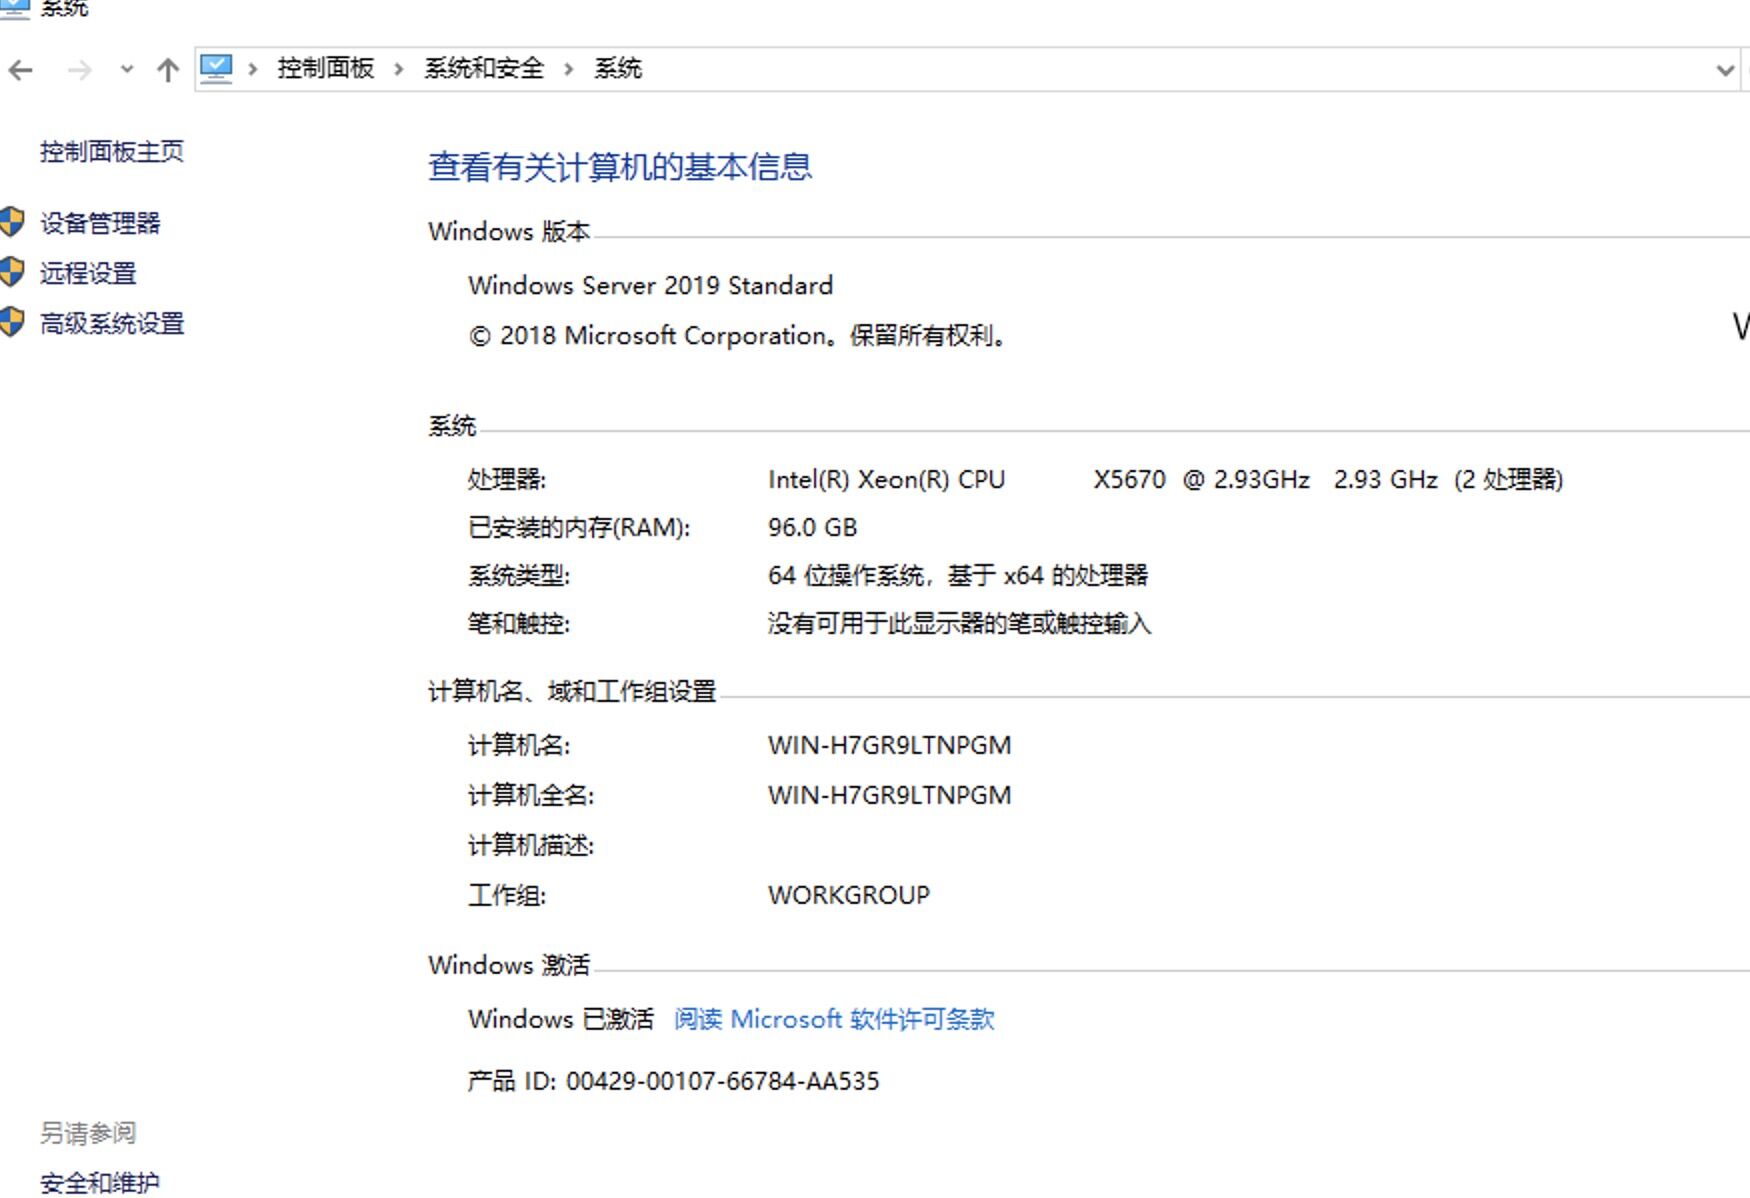 系统
控制面板 系统和安全 系统
控制面板主页
设备管理器
远程设置
高级系统设置
查看有关计算机的基本信息
Windows 版本
Windows Server 2019 Standard
© 2018 Microsoft Corporation。保留所有权利。
系统
处理器: Intel(R) Xeon(R) CPU X5670 @ 2.93GHz 2.93 GHz (2 处理器)
已安装的内存(RAM): 96.0 GB
系统类型: 64 位操作系统，基于 x64 的处理器
笔和触控: 没有可用于此显示器的笔或触控输入
计算机名、域和工作组设置
计算机名: WIN-H7GR9LTNPGM
计算机全名: WIN-H7GR9LTNPGM
计算机描述:
工作组: WORKGROUP
Windows 激活
Windows 已激活 阅读 Microsoft 软件许可条款
产品 ID: 00429-00107-66784-AA535
另请参阅
安全和维护